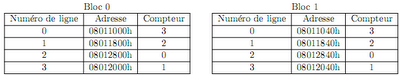 Bloc 0
Numéro de ligne Adresse Compteur
0 08011000h 3
1 08011800h 2
2 08012800h 0
3 08012000h 1
Bloc 1
Numéro de ligne Adresse Compteur
0 08011040h 3
1 08011840h 2
2 08012840h 0
3 08012040h 1